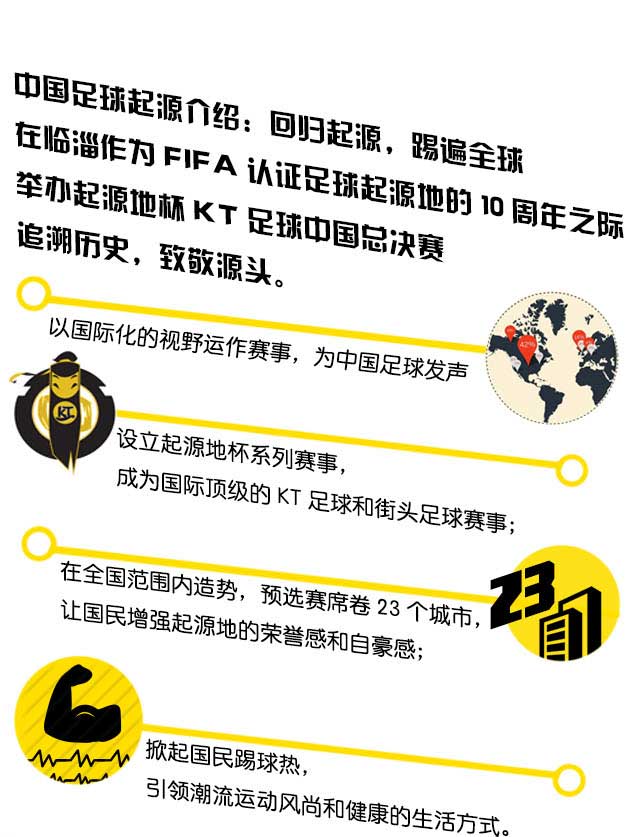 中国足球起源介绍：回归起源，踢遍全球
在临淄作为 FIFA 认证足球起源地的 10 周年之际
举办起源地杯 KT 足球中国总决赛
追溯历史，致敬源头。
以国际化的视野运作赛事，为中国足球发声
42%
KT
设立起源地杯系列赛事，
成为国际顶级的 KT 足球和街头足球赛事；
在全国范围内造势，预选赛席卷 23 个城市，
让国民增强起源地的荣誉感和自豪感；
23
掀起国民踢球热，
引领潮流运动风尚和健康的生活方式。